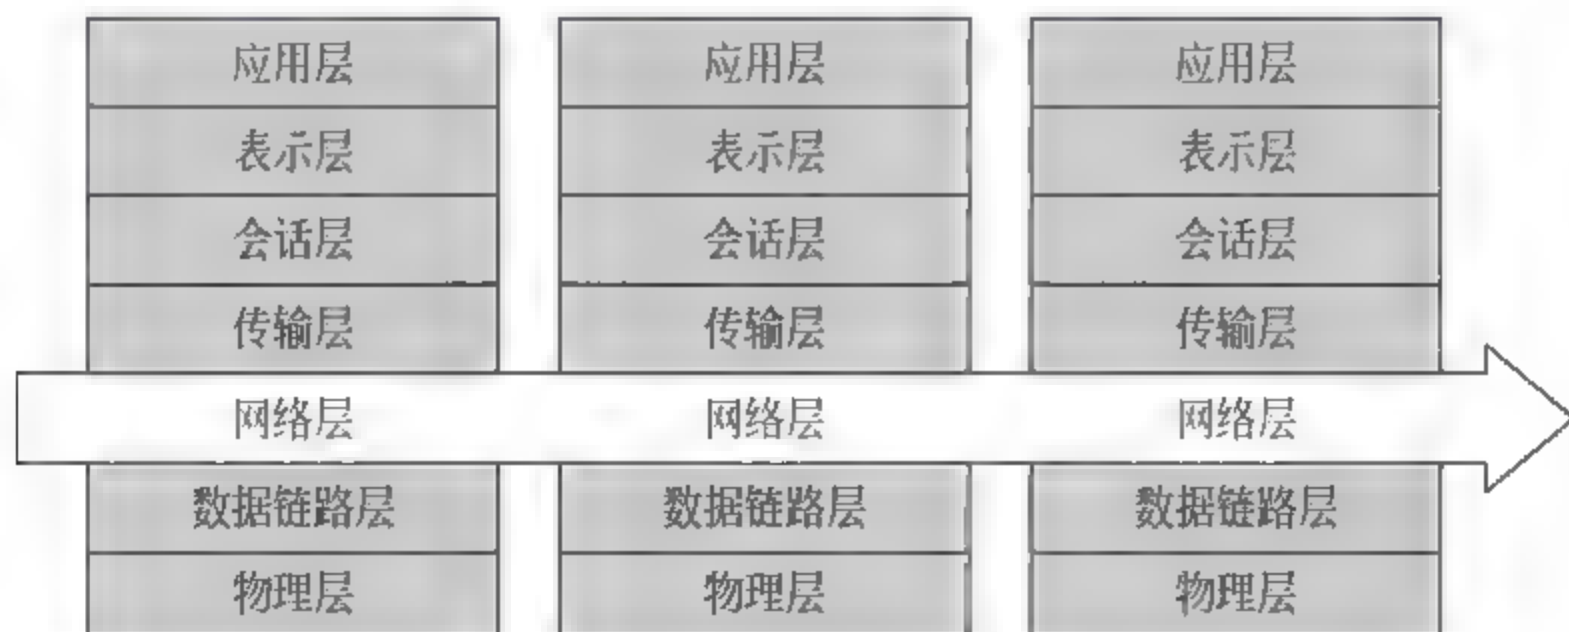 应用层 应用层 应用层
表示层 表示层 表示层
会话层 会话层 会话层
传输层 传输层 传输层
网络层 网络层 网络层
数据链路层 数据链路层 数据链路层
物理层 物理层 物理层